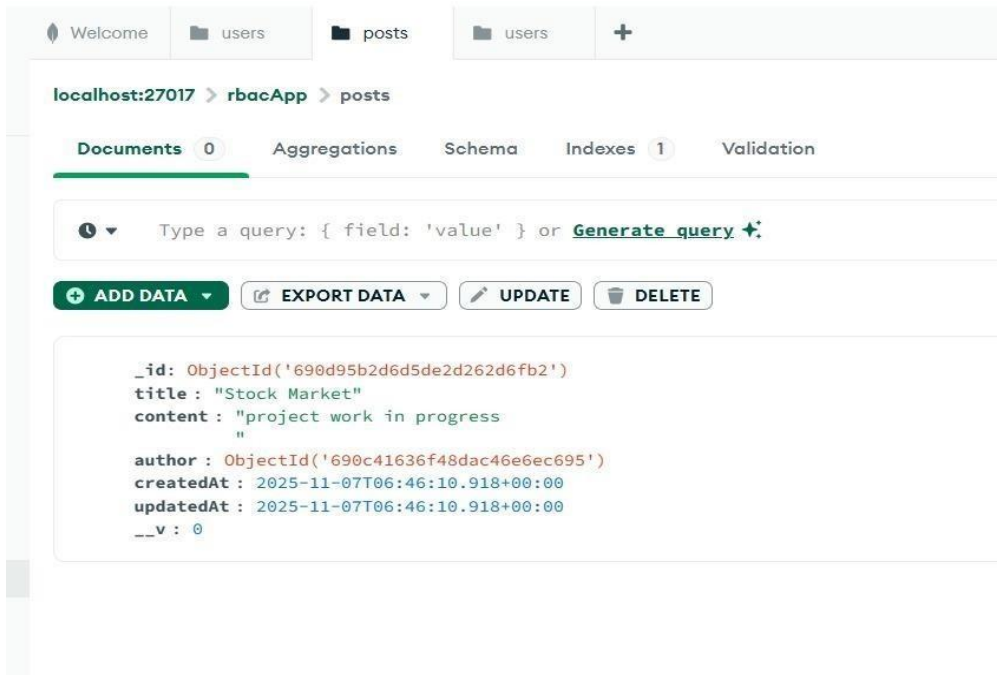 Welcome users posts users +
localhost:27017 > rbacApp > posts
Documents 0 Aggregations Schema Indexes 1 Validation
Type a query: { field: 'value' } or Generate query
ADD DATA EXPORT DATA UPDATE DELETE
_id: ObjectId('690d95b2d6d5de2d262d6fb2')
title : "Stock Market"
content : "project work in progress
"
author : ObjectId('690c41636f48dac46e6ec695')
createdAt : 2025-11-07T06:46:10.918+00:00
updatedAt : 2025-11-07T06:46:10.918+00:00
__v : 0